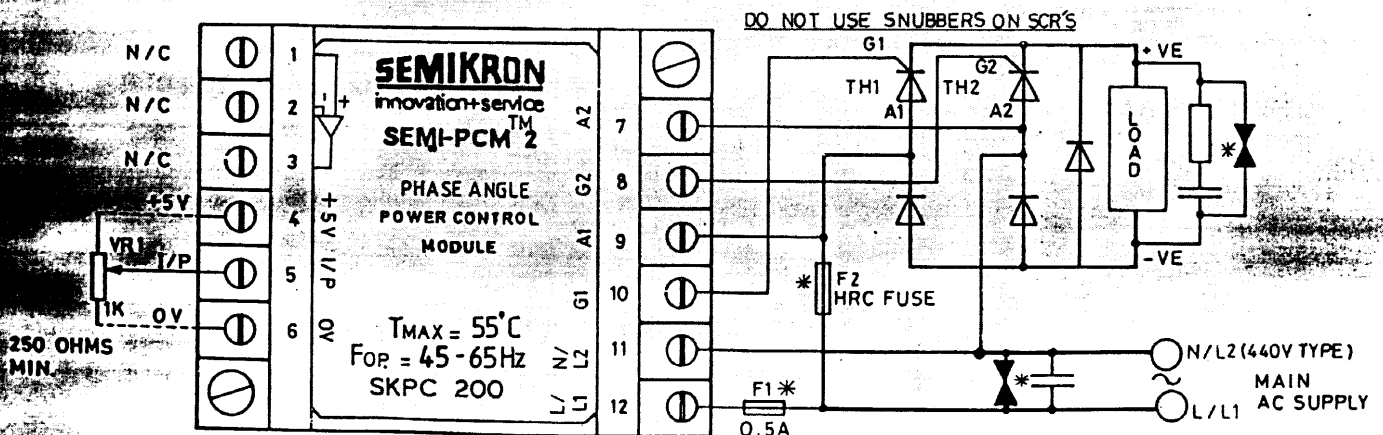 DO NOT USE SNUBBERS ON SCR'S
N/C
N/C
N/C
+5V
VR1
I/P
1K
0V
250 OHMS
MIN.
1
2
3
4
5
6
- +
+5V
I/P
0V
SEMIKRON
innovation+service
SEMI-PCM™ 2
PHASE ANGLE
POWER CONTROL
MODULE
TMAX = 55°C
FOP. = 45-65Hz
SKPC 200
A2
G2
A1
G1
N/
L2
L/
L1
7
8
9
10
11
12
G1
TH1
A1
G2
TH2
A2
+VE
LOAD
*
-VE
* F2
HRC FUSE
F1 *
0.5A
*
N/L2 (440V TYPE)
~
MAIN
AC SUPPLY
L/L1